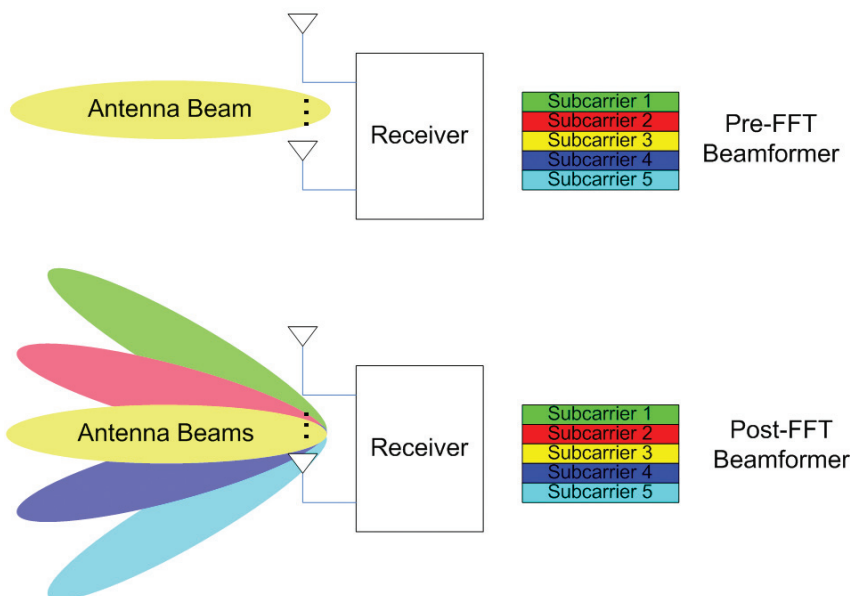 Antenna Beam
Receiver
Subcarrier 1
Subcarrier 2
Subcarrier 3
Subcarrier 4
Subcarrier 5
Pre-FFT
Beamformer
Antenna Beams
Receiver
Subcarrier 1
Subcarrier 2
Subcarrier 3
Subcarrier 4
Subcarrier 5
Post-FFT
Beamformer